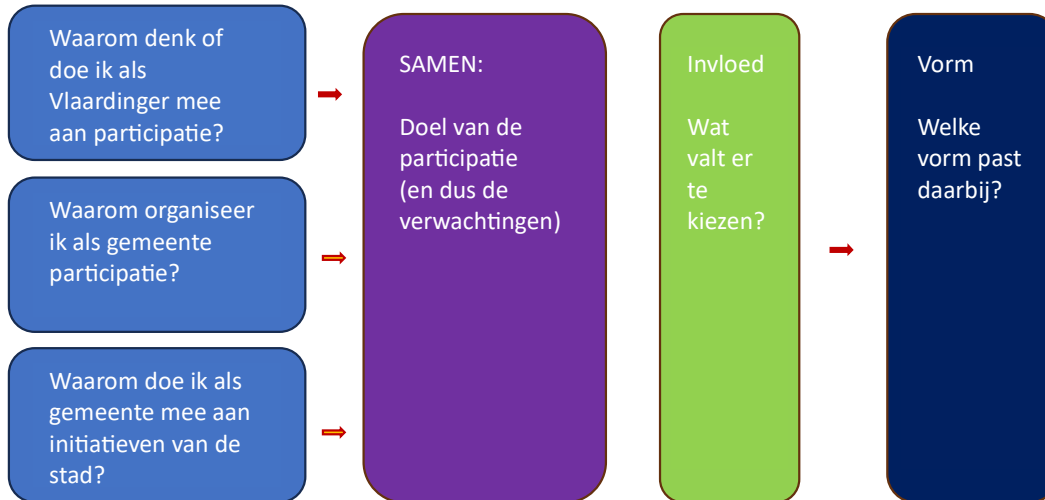 Waarom denk of
doe ik als
Vlaardinger mee
aan participatie?
Waarom organiseer
ik als gemeente
participatie?
Waarom doe ik als
gemeente mee aan
initiatieven van de
stad?
SAMEN:
Doel van de
participatie
(en dus de
verwachtingen)
Invloed
Wat
valt er
te
kiezen?
Vorm
Welke
vorm past
daarbij?